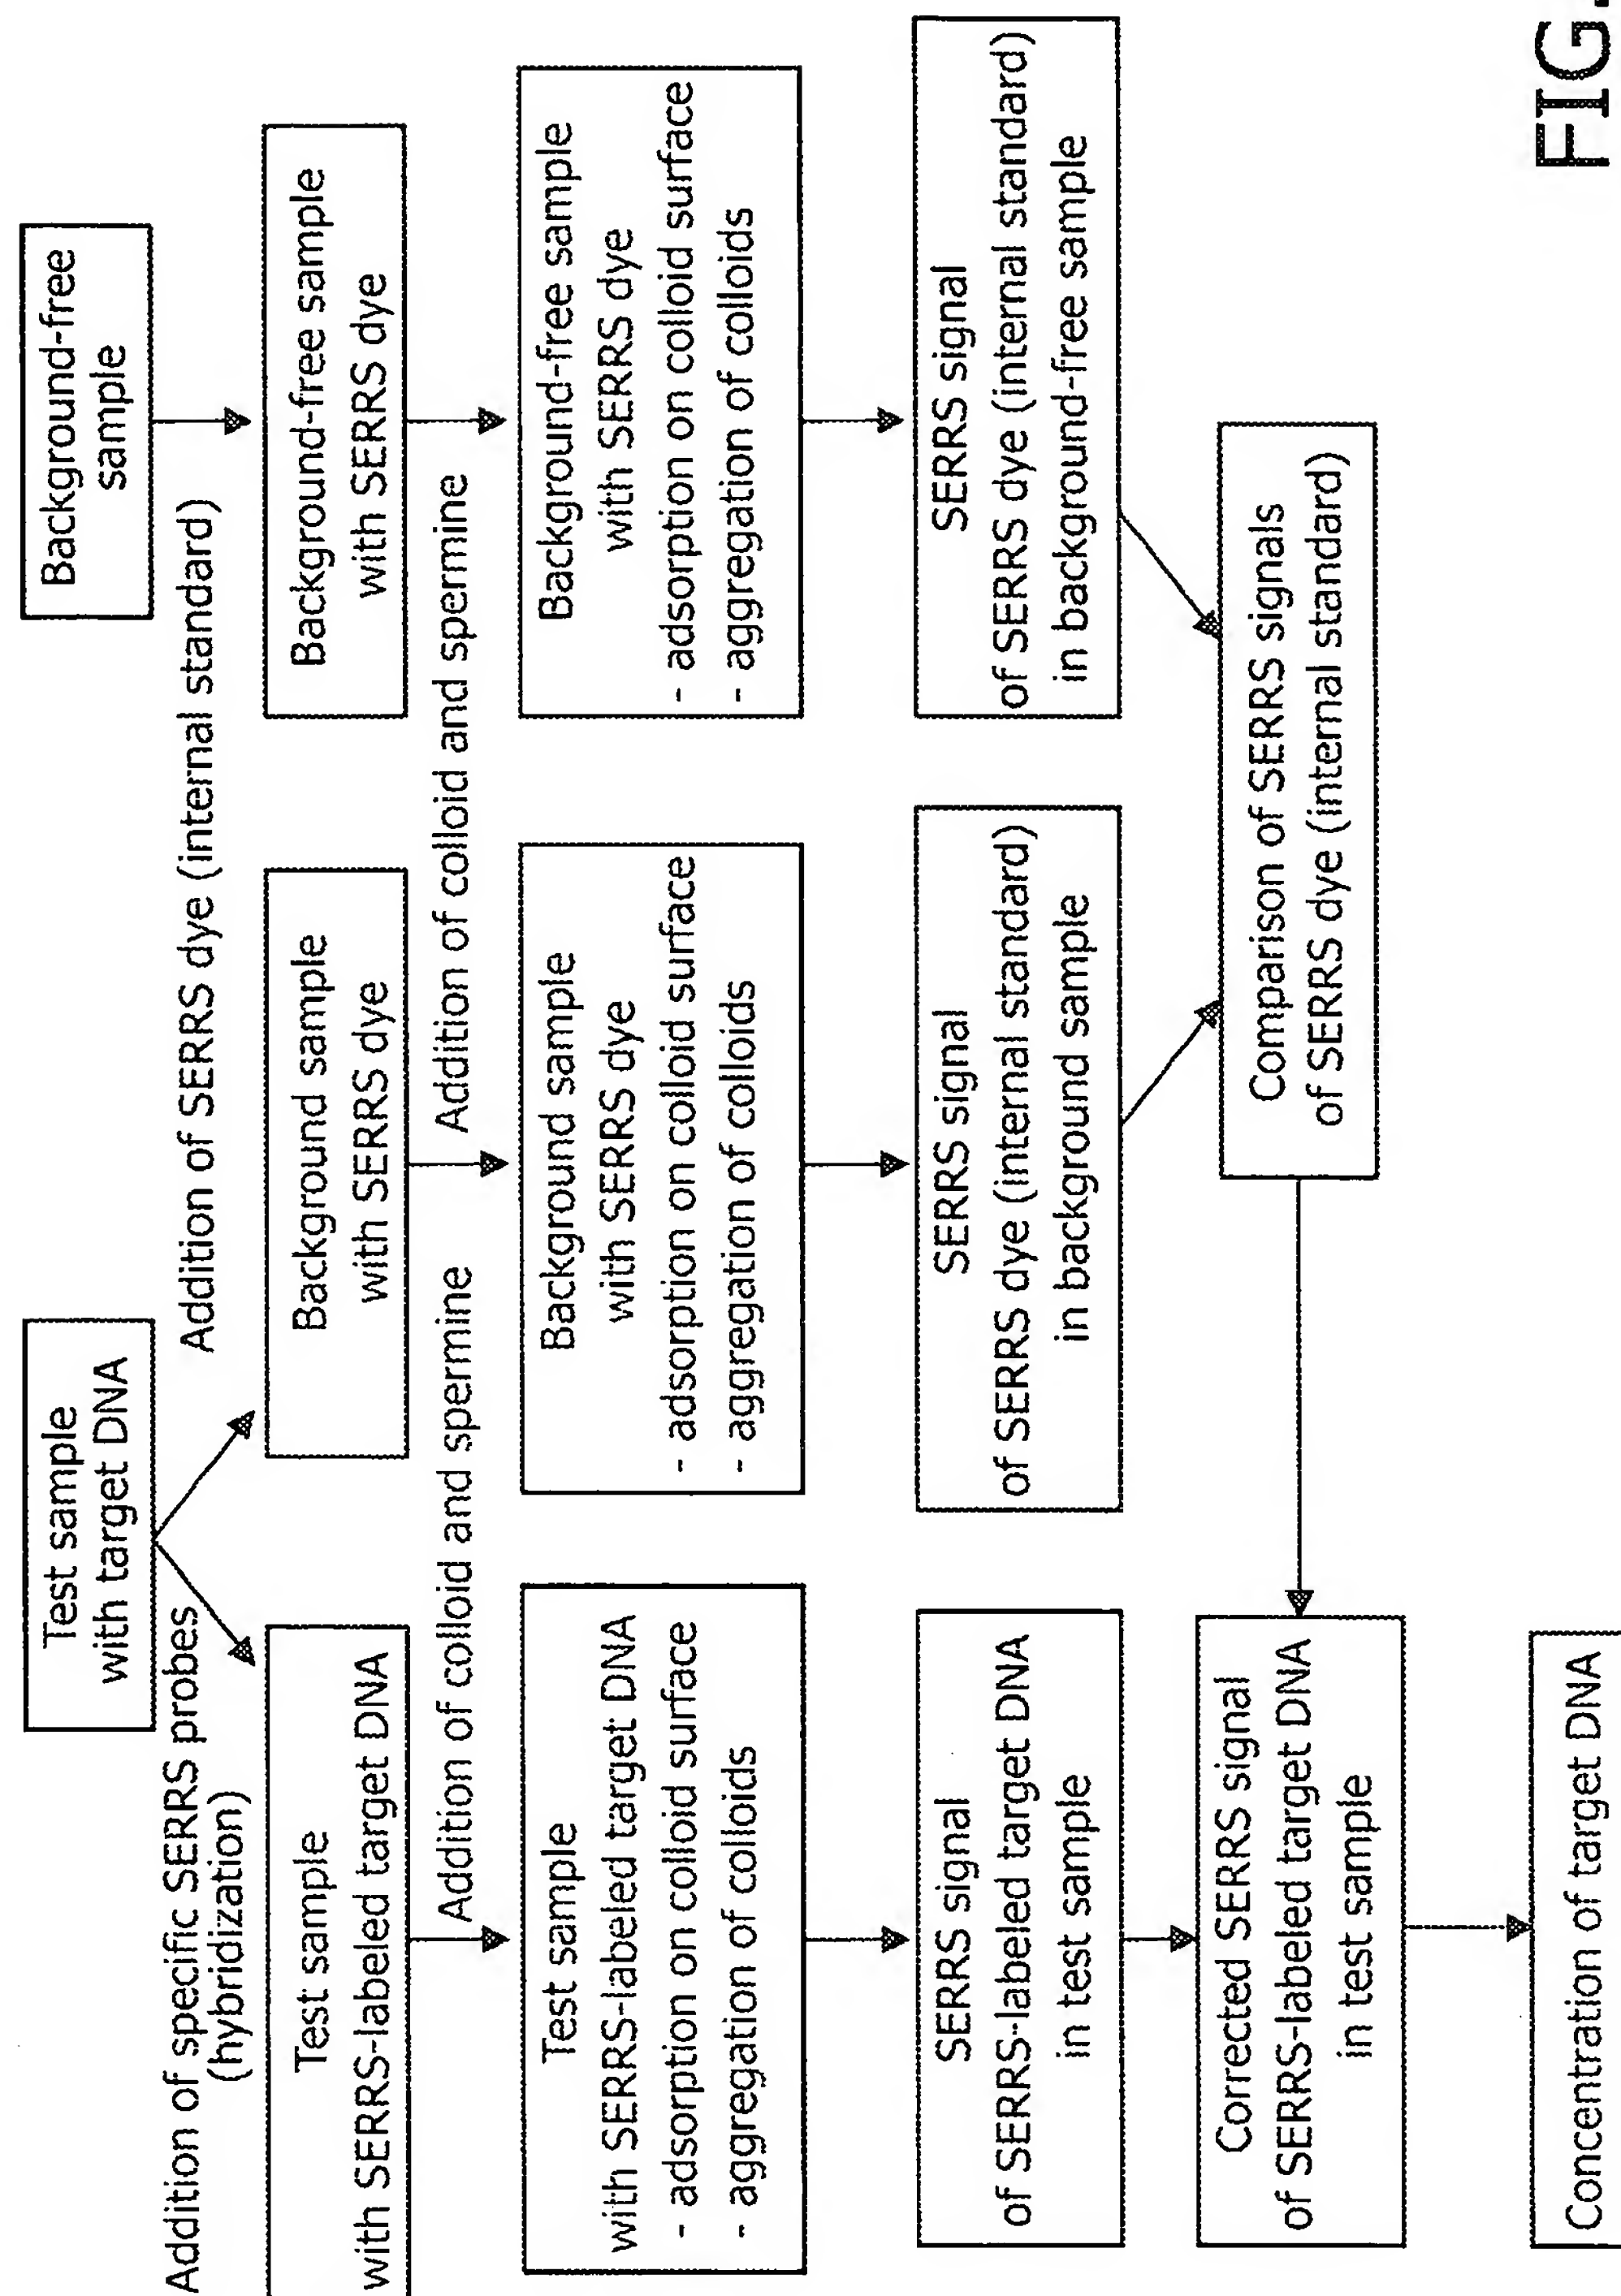 Test sample
with target DNA
Background-free
sample
Addition of specific SERRS probes
(hybridization)
Addition of SERRS dye (internal standard)
Test sample
with SERRS-labeled target DNA
Background sample
with SERRS dye
Background-free sample
with SERRS dye
Addition of colloid and spermine
Addition of colloid and spermine
Test sample
with SERRS-labeled target DNA
- adsorption on colloid surface
- aggregation of colloids
Background sample
with SERRS dye
- adsorption on colloid surface
- aggregation of colloids
Background-free sample
with SERRS dye
- adsorption on colloid surface
- aggregation of colloids
SERRS signal
of SERRS-labeled target DNA
in test sample
SERRS signal
of SERRS dye (internal standard)
in background sample
SERRS signal
of SERRS dye (internal standard)
in background-free sample
Corrected SERRS signal
of SERRS-labeled target DNA
in test sample
Comparison of SERRS signals
of SERRS dye (internal standard)
Concentration of target DNA
FIG.